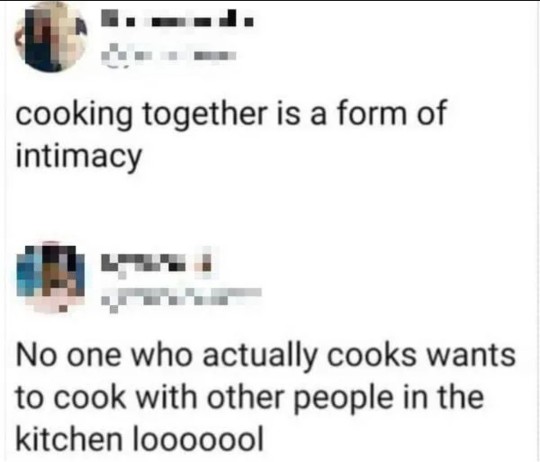 cooking together is a form of
intimacy
No one who actually cooks wants
to cook with other people in the
kitchen looooool